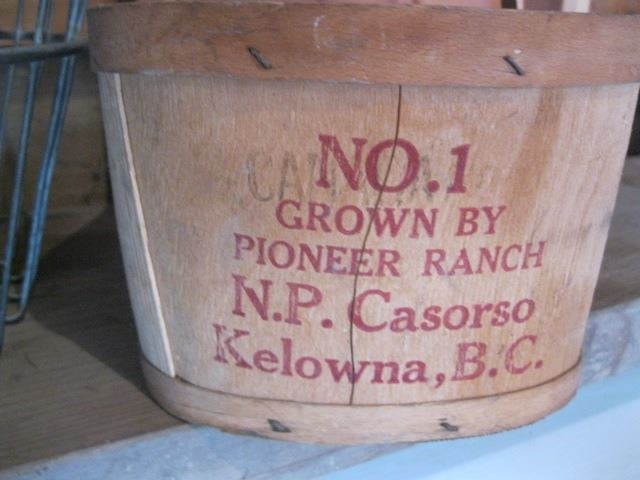 NO.1
GROWN BY
PIONEER RANCH
N.P. Casorso
Kelowna, B.C.